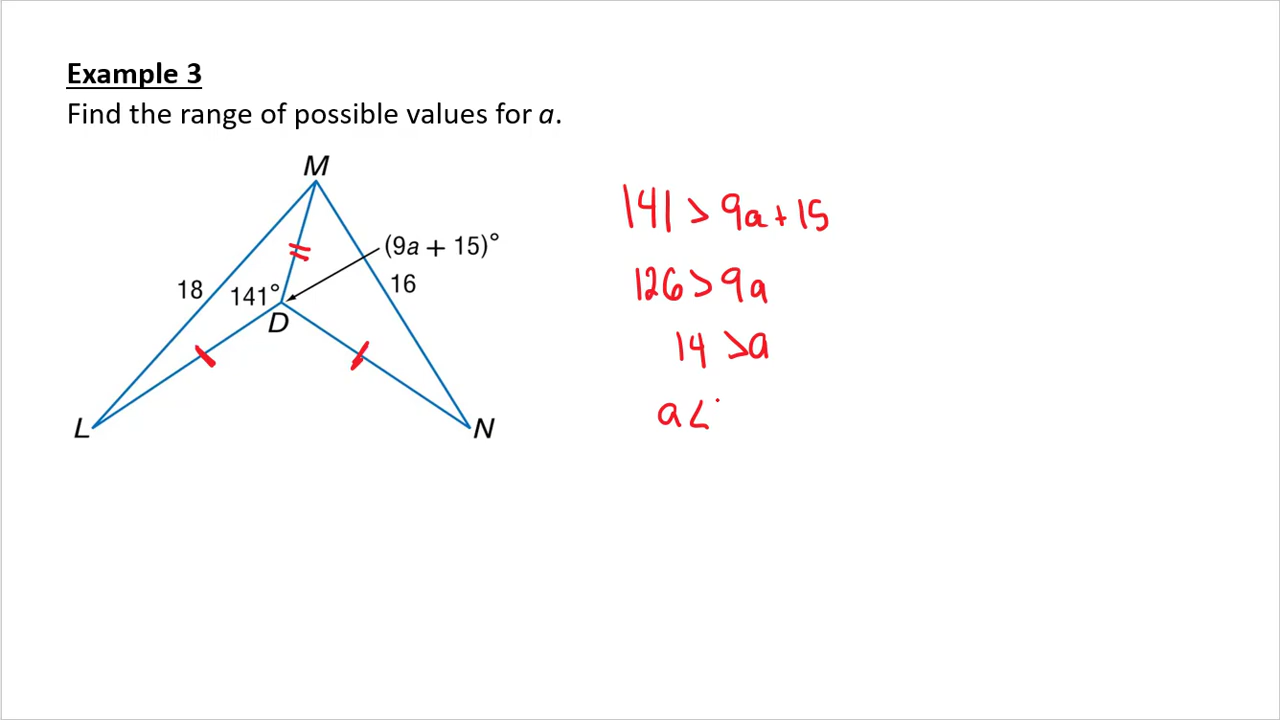 Example 3
Find the range of possible values for a.
M
(9a + 15)°
18
141°
16
D
L
N
141 > 9a + 15
126 > 9a
14 > a
a <